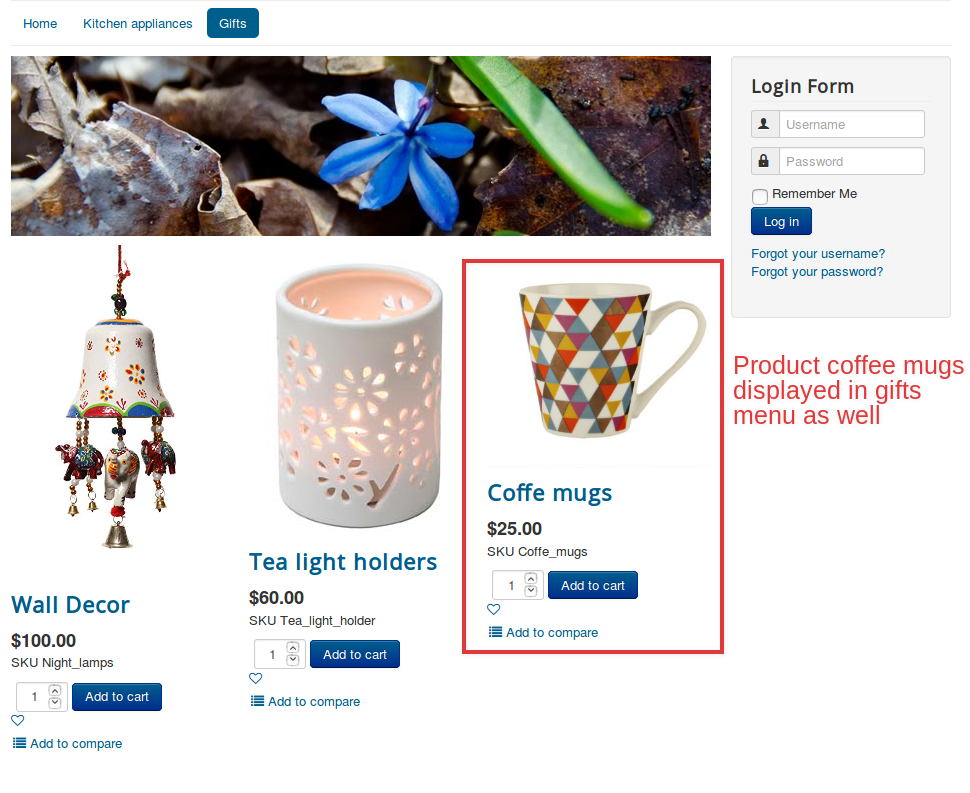 Home Kitchen appliances Gifts
Login Form
Username
Password
Remember Me
Log in
Forgot your username?
Forgot your password?
Product coffee mugs
displayed in gifts
menu as well
Wall Decor
$100.00
SKU Night_lamps
1 Add to cart
Add to compare
Tea light holders
$60.00
SKU Tea_light_holder
1 Add to cart
Add to compare
Coffe mugs
$25.00
SKU Coffe_mugs
1 Add to cart
Add to compare